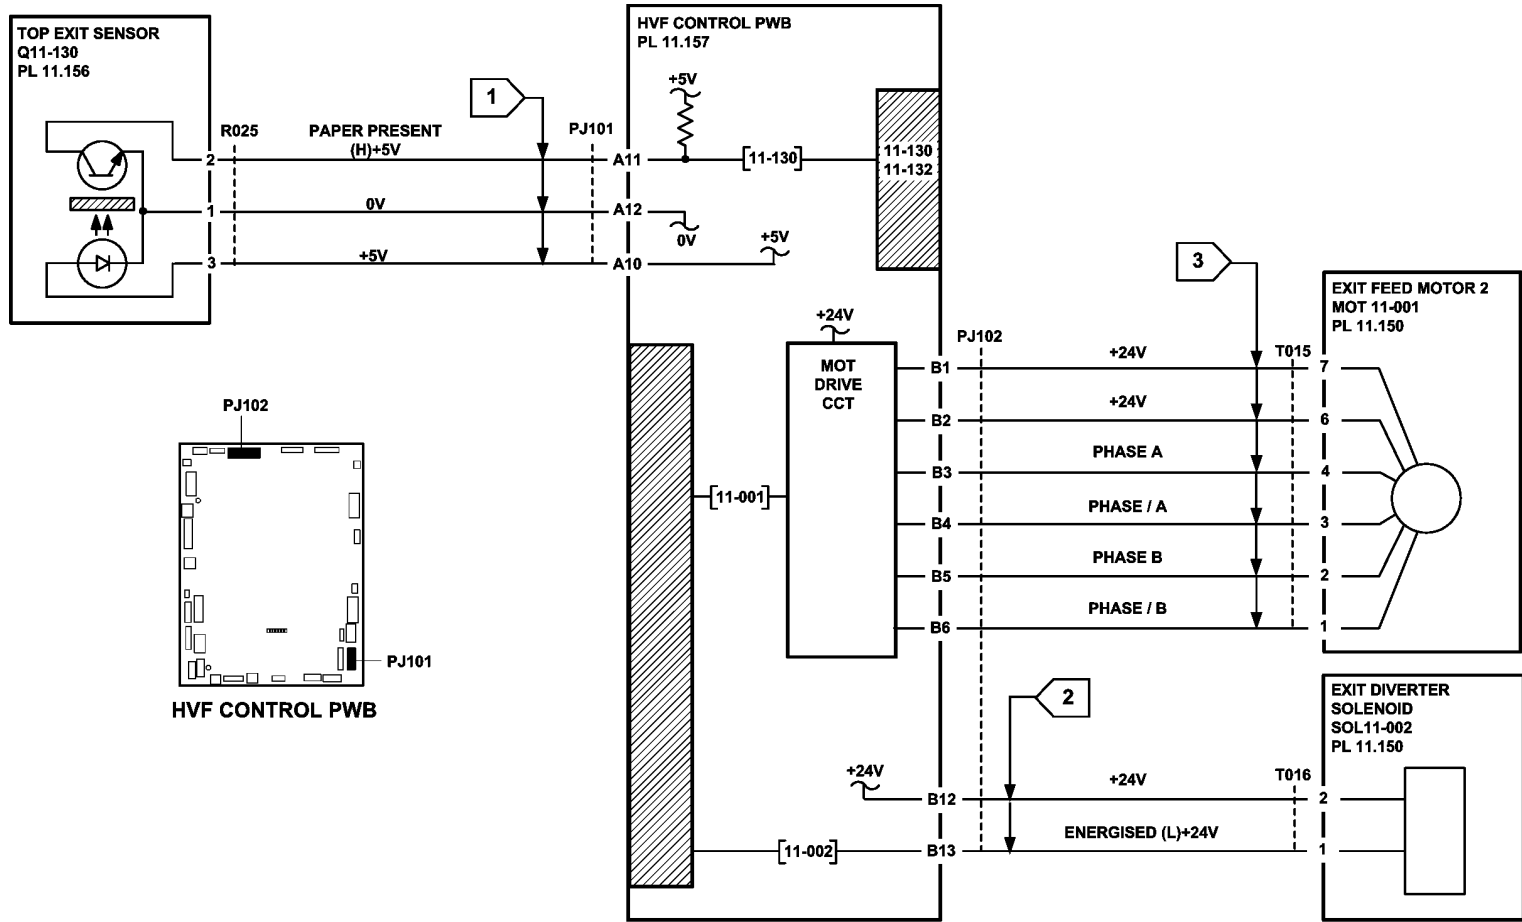 TOP EXIT SENSOR
Q11-130
PL 11.156
R025
2
1
3
PAPER PRESENT
(H)+5V
0V
+5V
1
PJ101
HVF CONTROL PWB
PL 11.157
+5V
A11
[11-130]
11-130
11-132
A12
0V
+5V
A10
+24V
MOT
DRIVE
CCT
[11-001]
B1
B2
B3
B4
B5
B6
PJ102
+24V
+24V
PHASE A
PHASE / A
PHASE B
PHASE / B
3
T015
7
6
4
3
2
1
EXIT FEED MOTOR 2
MOT 11-001
PL 11.150
PJ102
PJ101
HVF CONTROL PWB
+24V
B12
[11-002]
B13
2
+24V
ENERGISED (L)+24V
T016
2
1
EXIT DIVERTER
SOLENOID
SOL11-002
PL 11.150